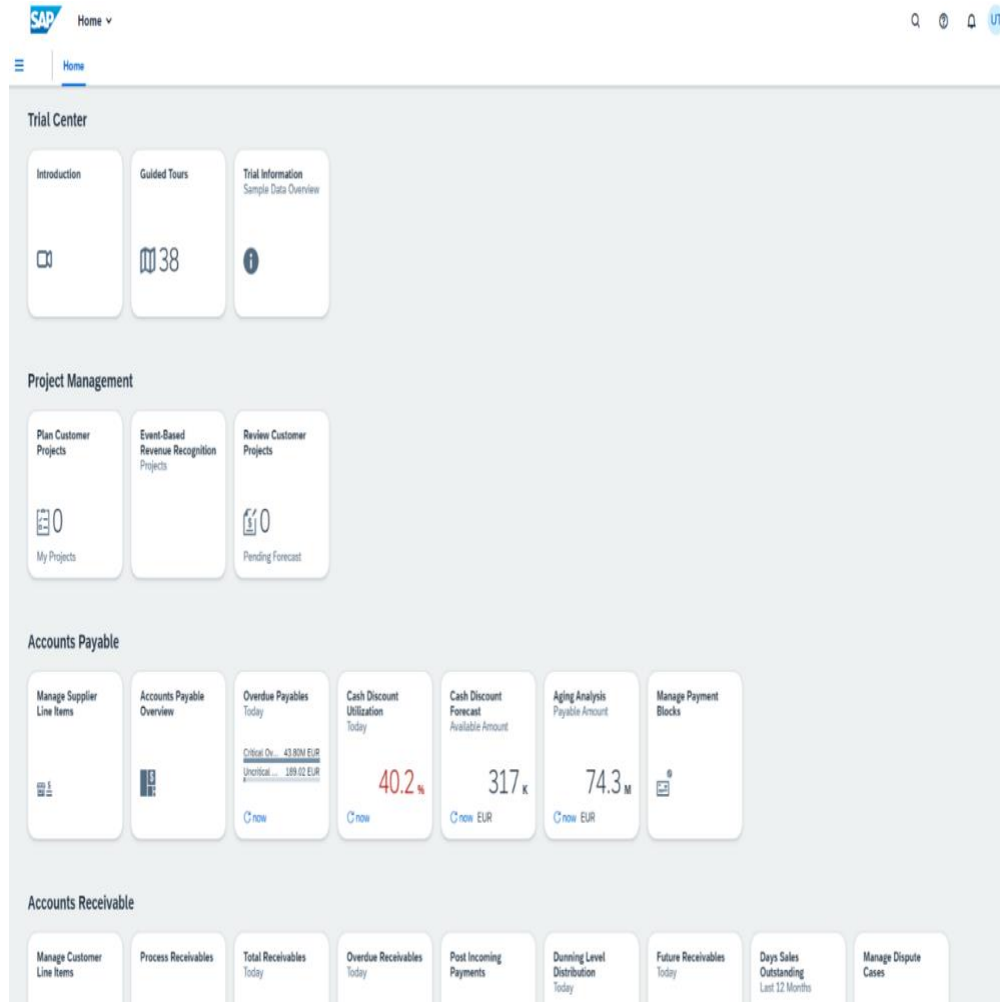 SAP
Home
UT
Home
Trial Center
Introduction
Guided Tours
38
Trial Information
Sample Data Overview
Project Management
Plan Customer
Projects
0
My Projects
Event-Based
Revenue Recognition
Projects
Review Customer
Projects
0
Pending Forecast
Accounts Payable
Manage Supplier
Line Items
Accounts Payable
Overview
Overdue Payables
Today
Critical Ov... 43.80M EUR
Uncritical ... 189.02 EUR
now
Cash Discount
Utilization
Today
40.2 %
now
Cash Discount
Forecast
Available Amount
317 K
now EUR
Aging Analysis
Payable Amount
74.3 M
now EUR
Manage Payment
Blocks
Accounts Receivable
Manage Customer
Line Items
Process Receivables
Total Receivables
Today
Overdue Receivables
Today
Post Incoming
Payments
Dunning Level
Distribution
Today
Future Receivables
Today
Days Sales
Outstanding
Last 12 Months
Manage Dispute
Cases